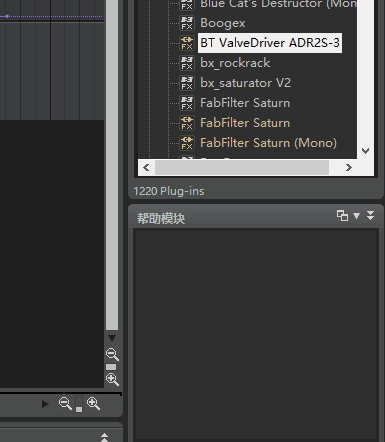 Blue Cat's Destructor (Mono
Boogex
BT ValveDriver ADR2S-3
bx_rockrack
bx_saturator V2
FabFilter Saturn
FabFilter Saturn
FabFilter Saturn (Mono)
1220 Plug-ins
帮助模块